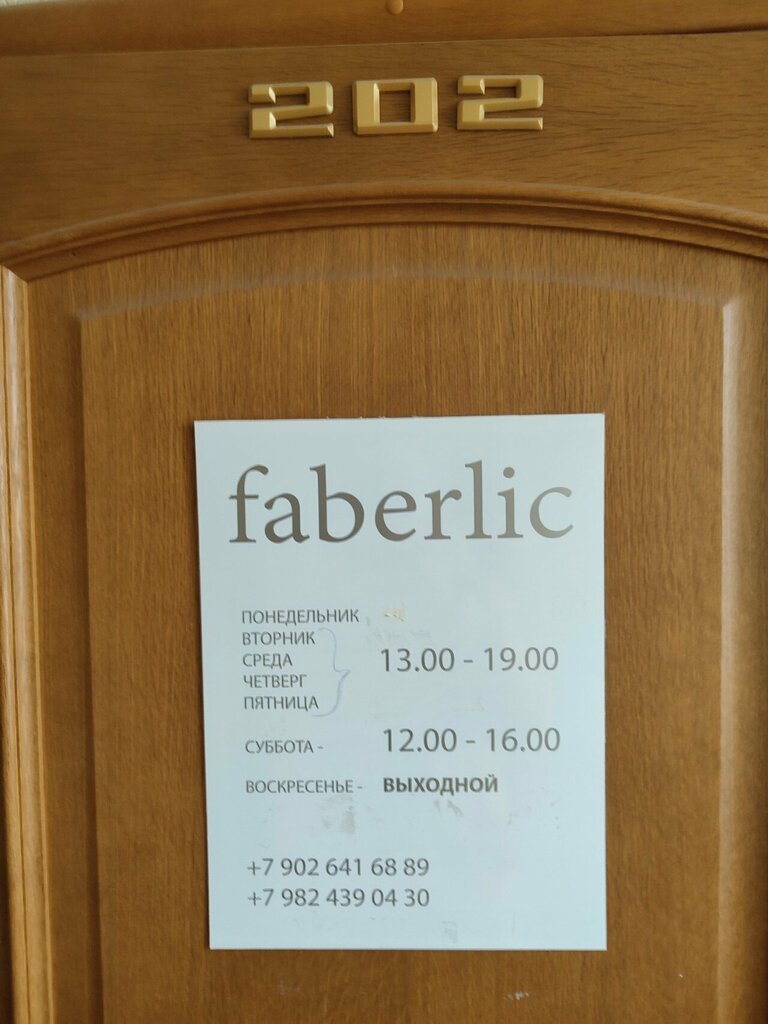 202
faberlic
ПОНЕДЕЛЬНИК
ВТОРНИК
СРЕДА
ЧЕТВЕРГ
ПЯТНИЦА
13.00 - 19.00
СУББОТА - 12.00 - 16.00
ВОСКРЕСЕНЬЕ - ВЫХОДНОЙ
+7 902 641 68 89
+7 982 439 04 30